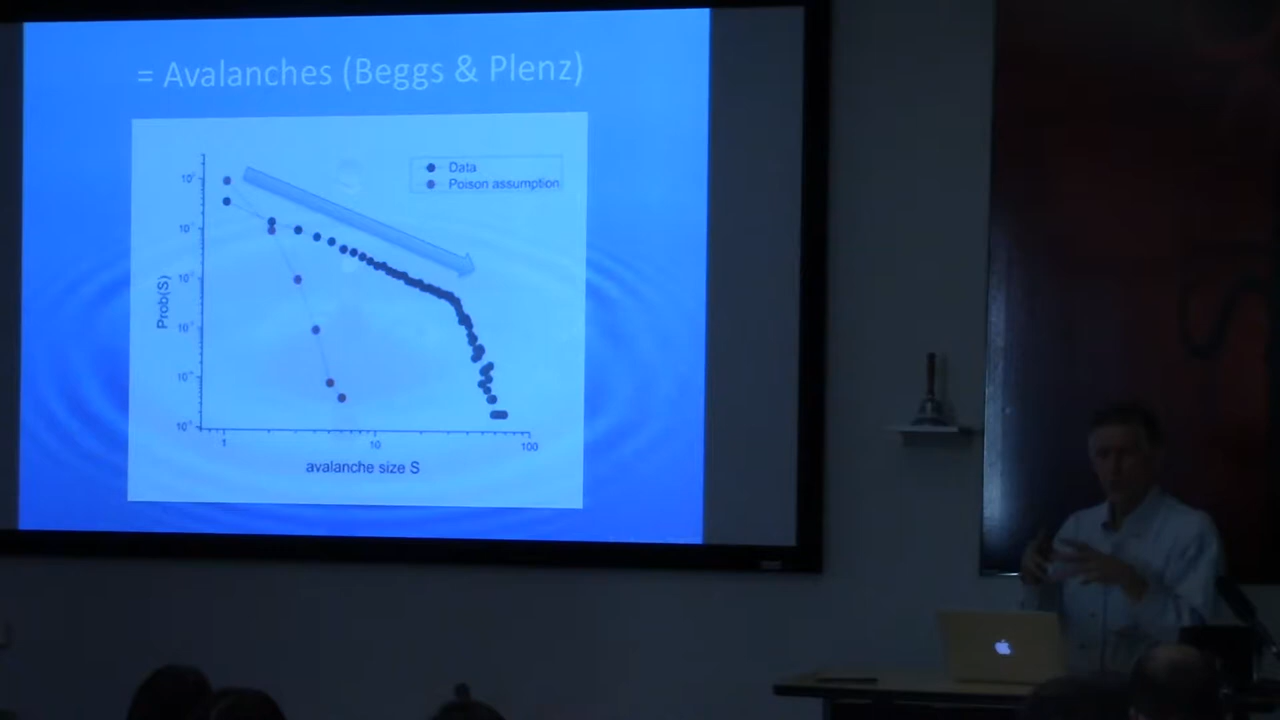 = Avalanches (Beggs & Plenz)
Data
Poison assumption
Prob(S)
1
10
100
avalanche size S